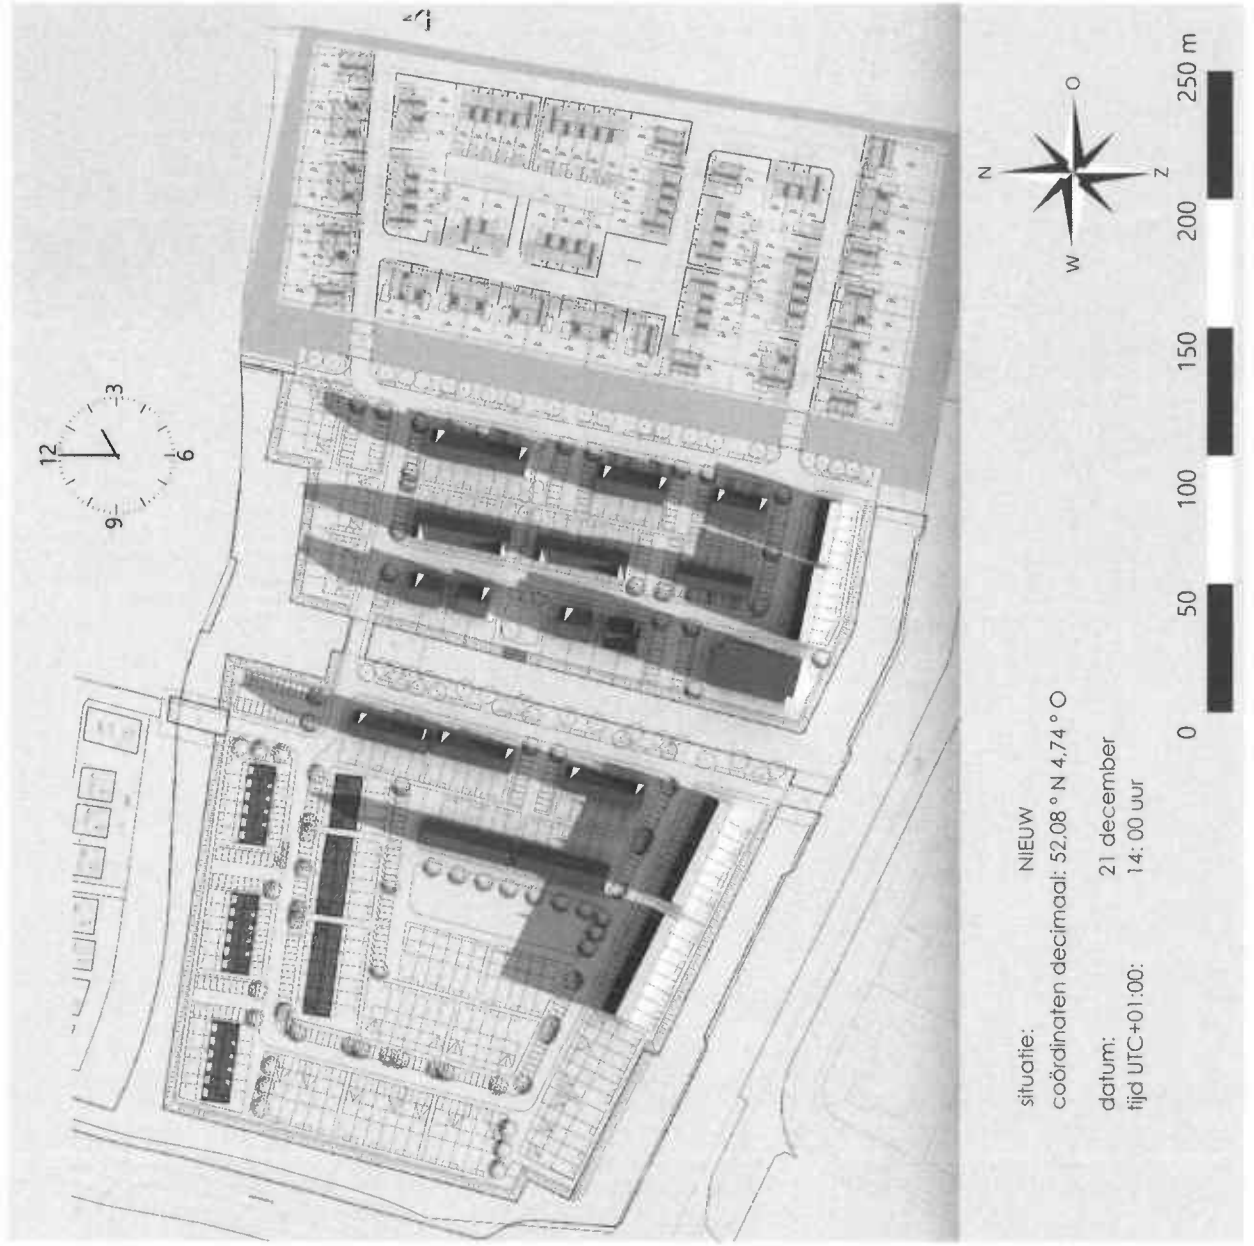 N
12
3
6
9
N
O
Z
W
situatie: NIEUW
coördinaten decimaal: 52,08 ° N 4,74 ° O
datum: 21 december
tijd UTC+01:00: 14: 00 uur
0 50 100 150 200 250 m